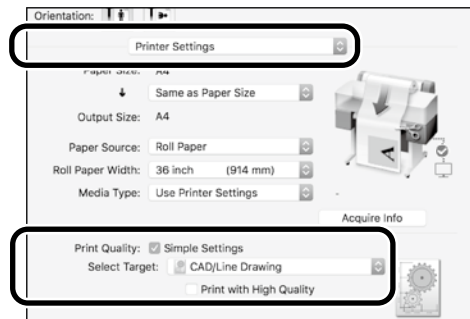 Orientation:
Printer Settings
Paper Size: A4
Same as Paper Size
Output Size: A4
Paper Source: Roll Paper
Roll Paper Width: 36 inch (914 mm)
Media Type: Use Printer Settings
-
Acquire Info
Print Quality: Simple Settings
Select Target: CAD/Line Drawing
Print with High Quality